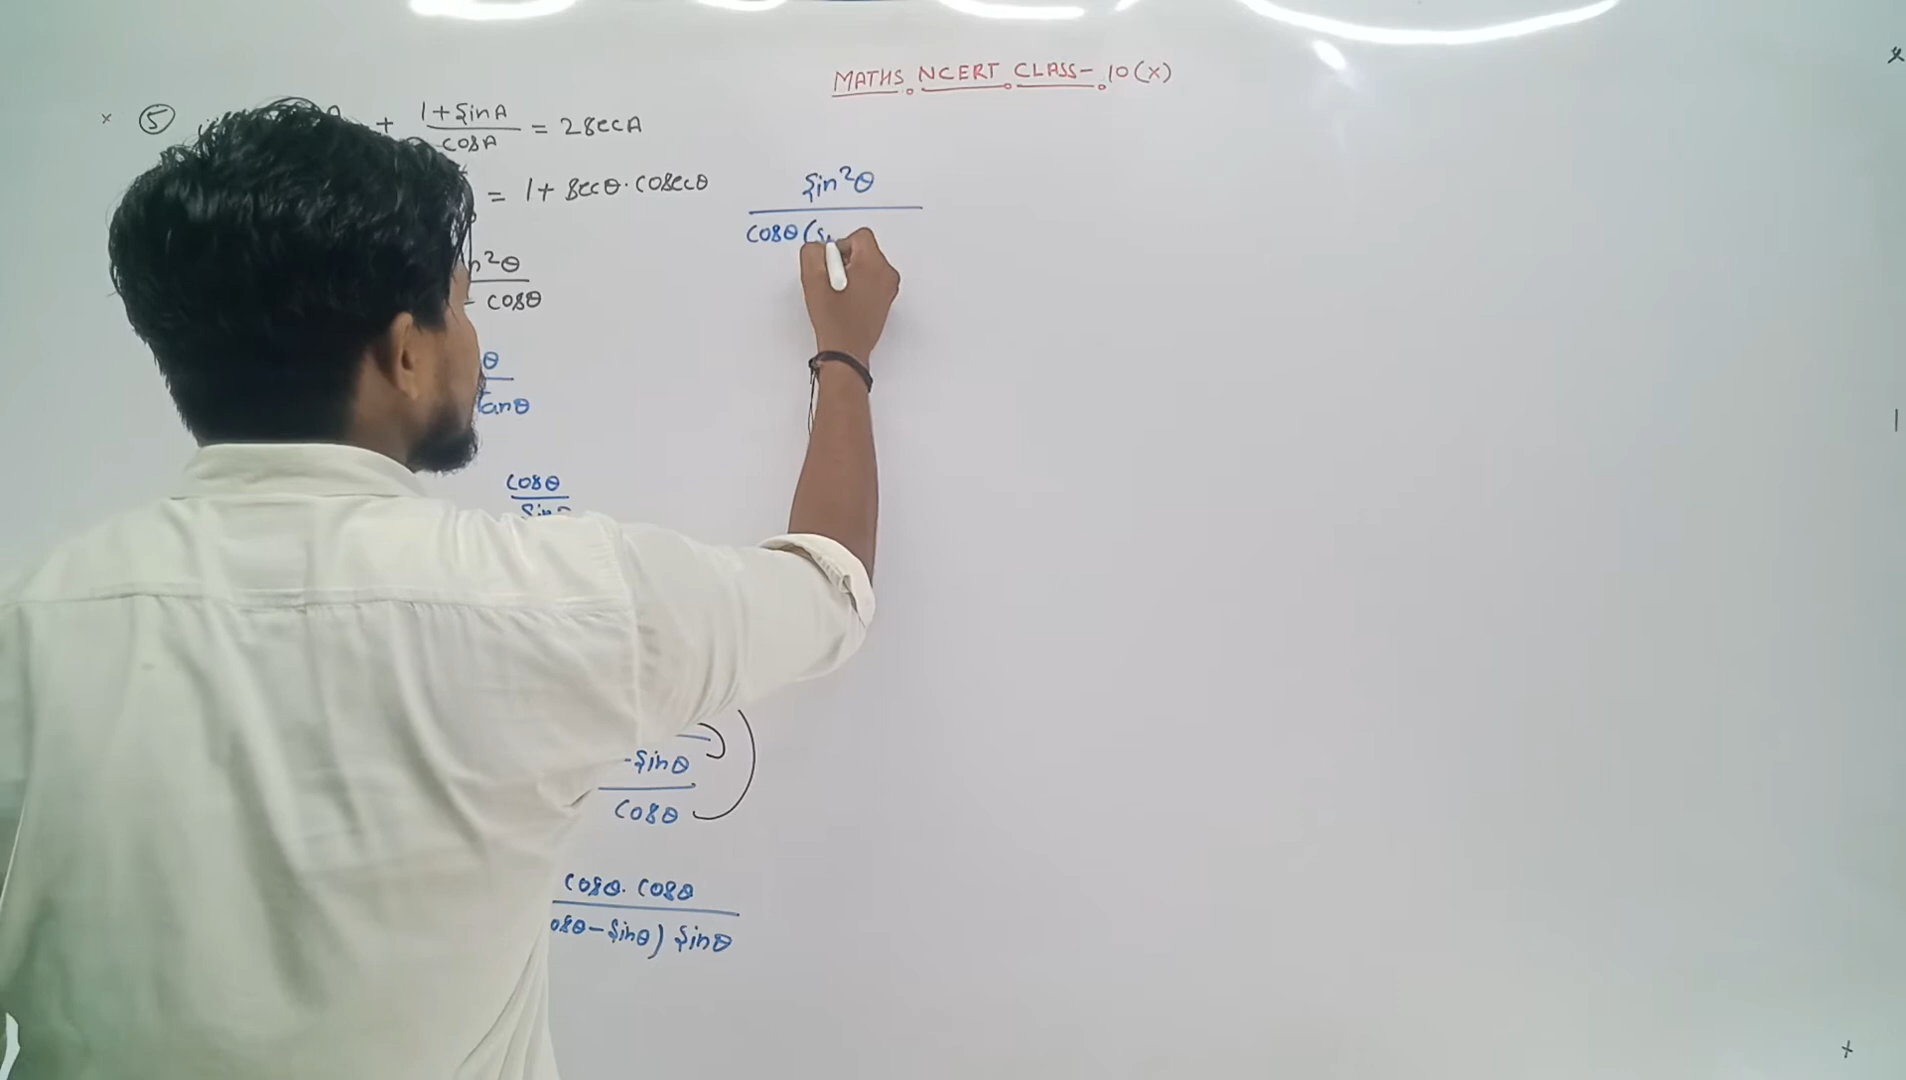 MATHS NCERT CLASS- 10(X)
⑤
+ 1+sinA / cosA = 2secA
= 1+ secθ·cosecθ
sin²θ
cosθ(s
n²θ
- cosθ
θ
tanθ
cosθ
sin
-sinθ
cosθ
cosθ. cosθ
osθ-sinθ) sinθ